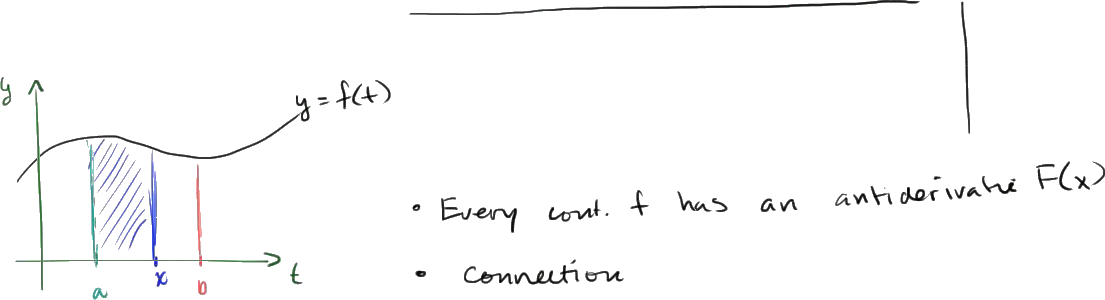 y
y = f(t)
a
x
b
t
• Every cont. f has an antiderivative F(x)
• Connection